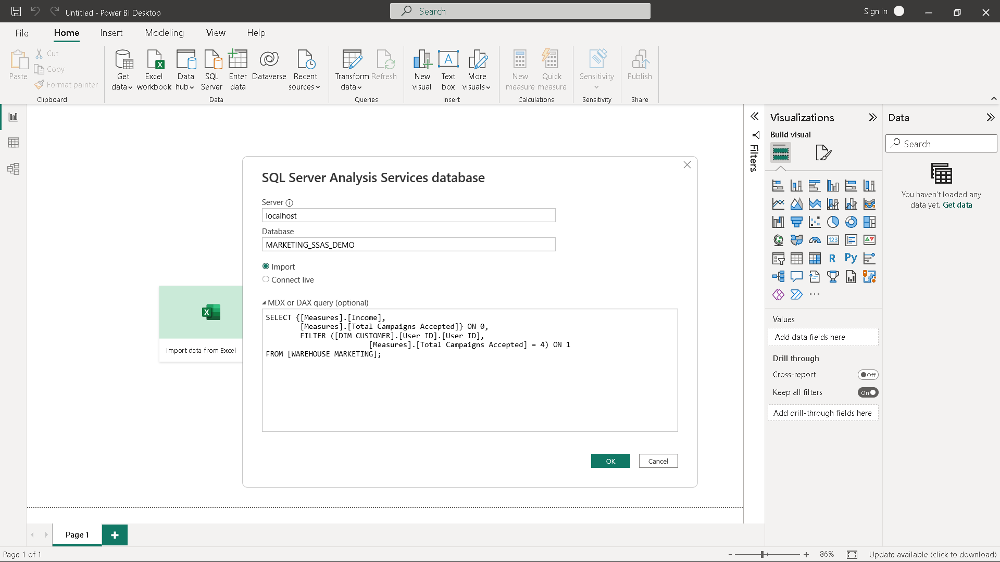 Untitled - Power BI Desktop
Search
Sign in
File
Home
Insert
Modeling
View
Help
Paste
Cut
Copy
Format painter
Clipboard
Get data
Excel workbook
Data hub
SQL Server
Enter data
Dataverse
Recent sources
Data
Transform data
Refresh
Queries
New visual
Text box
More visuals
Insert
New measure
Quick measure
Calculations
Sensitivity
Sensitivity
Publish
Share
SQL Server Analysis Services database
Server
localhost
Database
MARKETING_SSAS_DEMO
Import
Connect live
MDX or DAX query (optional)
SELECT {[Measures].[Income],
[Measures].[Total Campaigns Accepted]} ON 0,
FILTER ([DIM CUSTOMER].[User ID].[User ID],
[Measures].[Total Campaigns Accepted] = 4) ON 1
FROM [WAREHOUSE MARKETING];
OK
Cancel
Import data from Excel
Filters
Visualizations
Build visual
123
R
Py
Values
Add data fields here
Drill through
Cross-report
Off
Keep all filters
On
Add drill-through fields here
Data
Search
You haven't loaded any
data yet. Get data
Page 1
Page 1 of 1
86%
Update available (click to download)